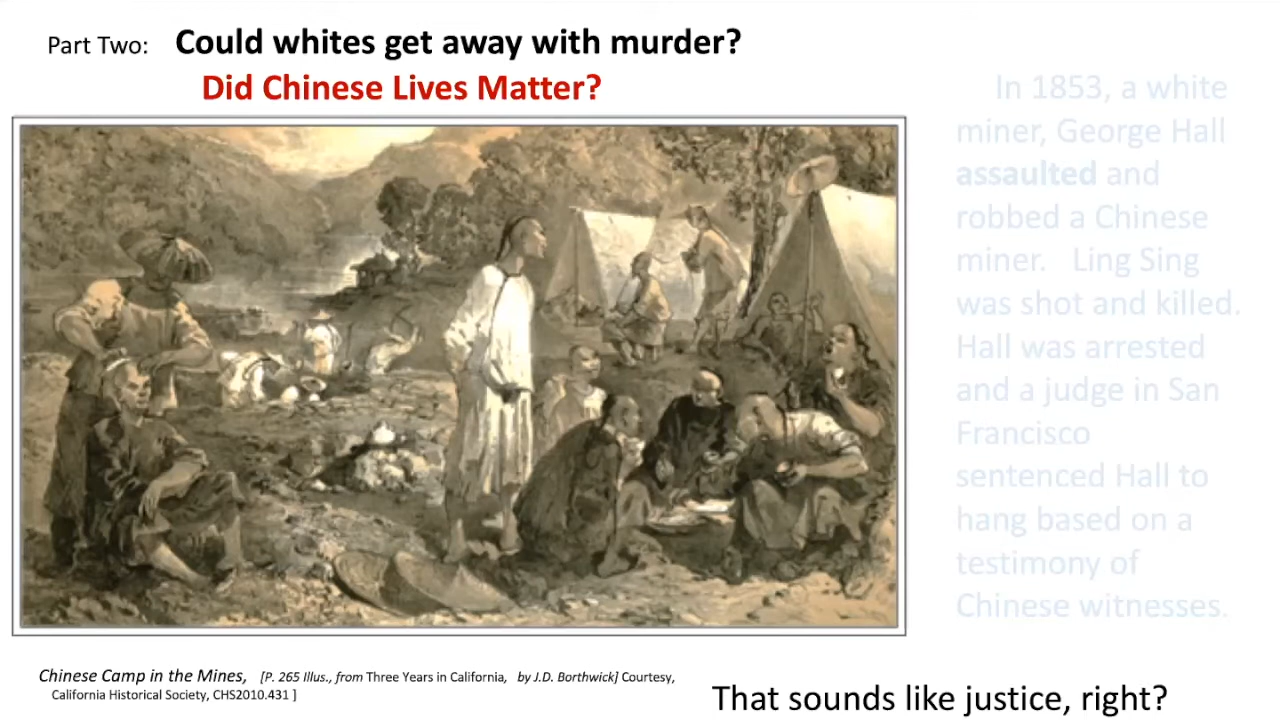 Part Two: Could whites get away with murder?
Did Chinese Lives Matter?
In 1853, a white
miner, George Hall
assaulted and
robbed a Chinese
miner. Ling Sing
was shot and killed.
Hall was arrested
and a judge in San
Francisco
sentenced Hall to
hang based on a
testimony of
Chinese witnesses.
Chinese Camp in the Mines, [P. 265 Illus., from Three Years in California, by J.D. Borthwick] Courtesy,
California Historical Society, CHS2010.431 ]
That sounds like justice, right?